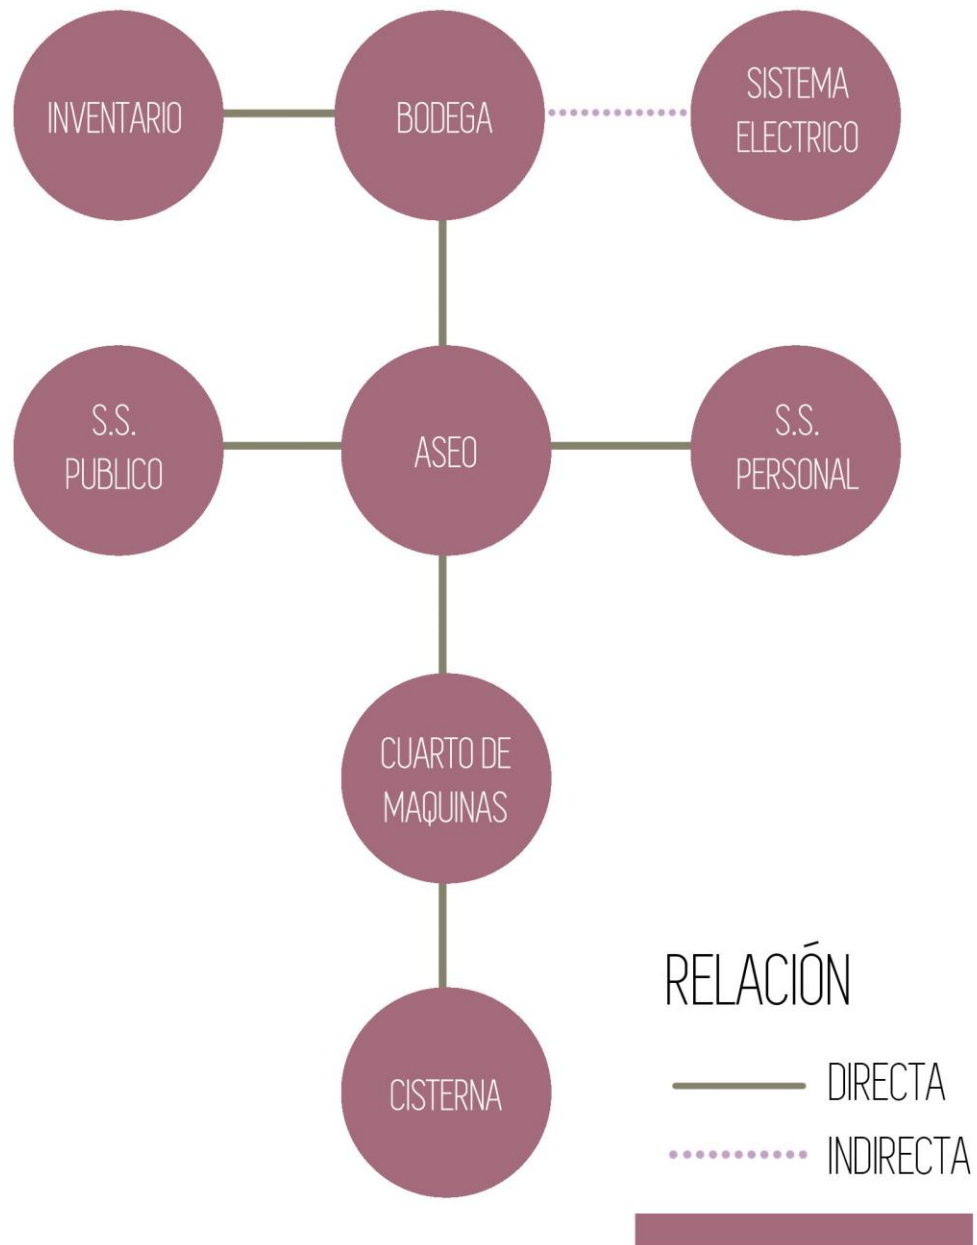 INVENTARIO
BODEGA
SISTEMA
ELECTRICO
S.S.
PUBLICO
ASEO
S.S.
PERSONAL
CUARTO DE
MAQUINAS
CISTERNA
RELACIÓN
DIRECTA
INDIRECTA